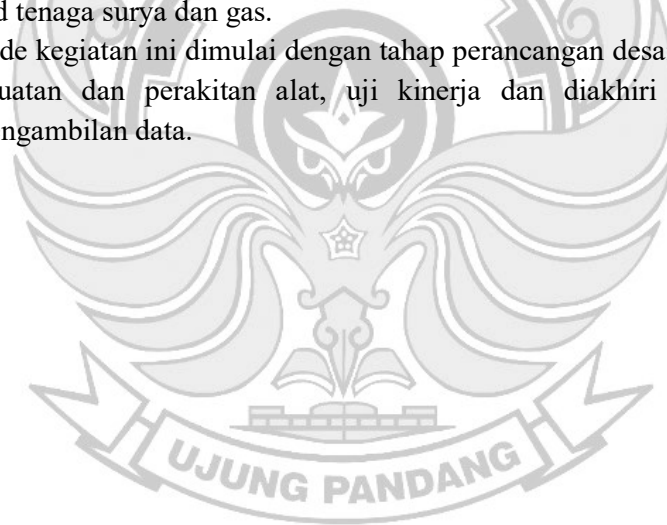 d tenaga surya dan gas.
de kegiatan ini dimulai dengan tahap perancangan desa
uatan dan perakitan alat, uji kinerja dan diakhiri
ngambilan data.
UJUNG PANDANG